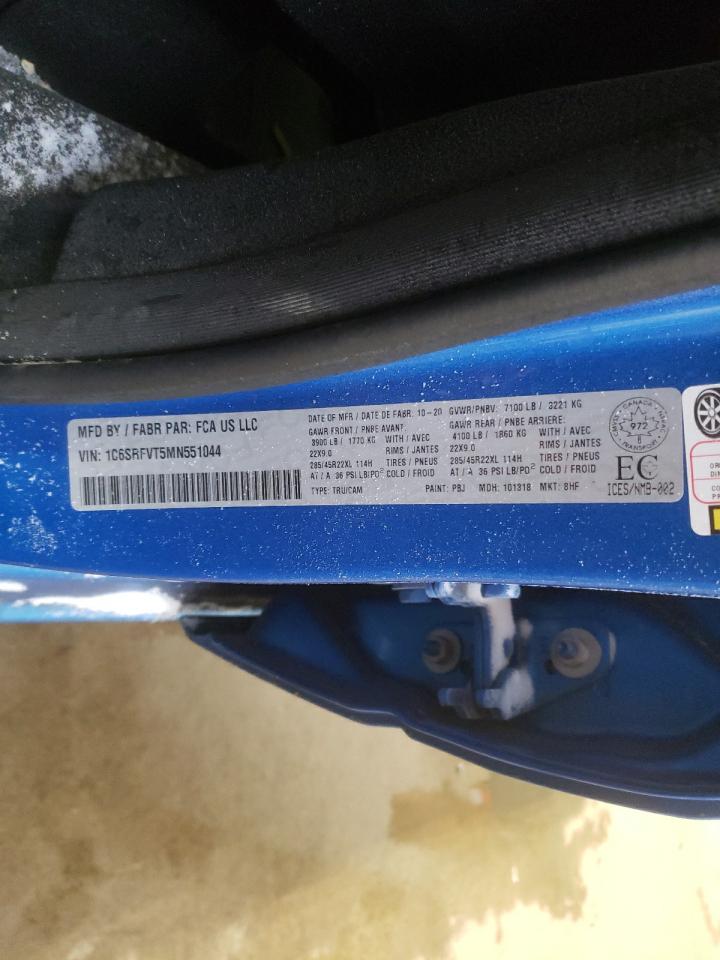 MFD BY / FABR PAR: FCA US LLC
VIN: 1C6SRFVT5MN551044
DATE OF MFR / DATE DE FABR. 10-20 GVWR/PNBV: 7100 LB / 3221 KG
GAWR FRONT / PNBE AVANT: GAWR REAR / PNBE ARRIERE:
3900 LB / 1770 KG WITH / AVEC 4100 LB / 1860 KG WITH / AVEC
22X9.0 RIMS / JANTES 22X9.0 RIMS / JANTES
285/45R22XL 114H TIRES / PNEUS 285/45R22XL 114H TIRES / PNEUS
AT / A 36 PSI LB/PO² COLD / FROID AT / A 36 PSI LB/PO² COLD / FROID
TYPE: TRU/CAM PAINT: PBJ MDH: 101318 MKT: 8HF
CANADA
972
TRANSPORT
EC
ICES/NMB-002